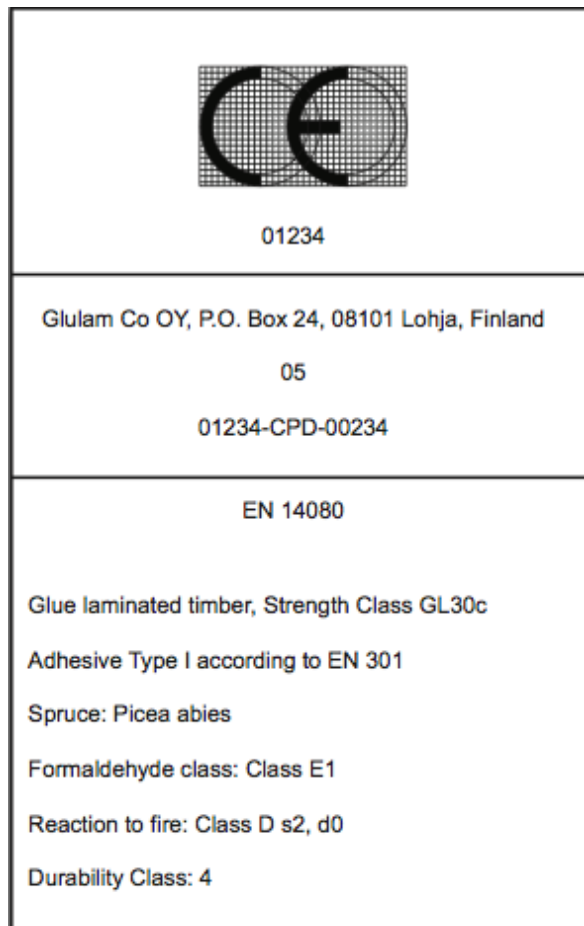 CE
01234
Glulam Co OY, P.O. Box 24, 08101 Lohja, Finland
05
01234-CPD-00234
EN 14080
Glue laminated timber, Strength Class GL30c
Adhesive Type I according to EN 301
Spruce: Picea abies
Formaldehyde class: Class E1
Reaction to fire: Class D s2, d0
Durability Class: 4